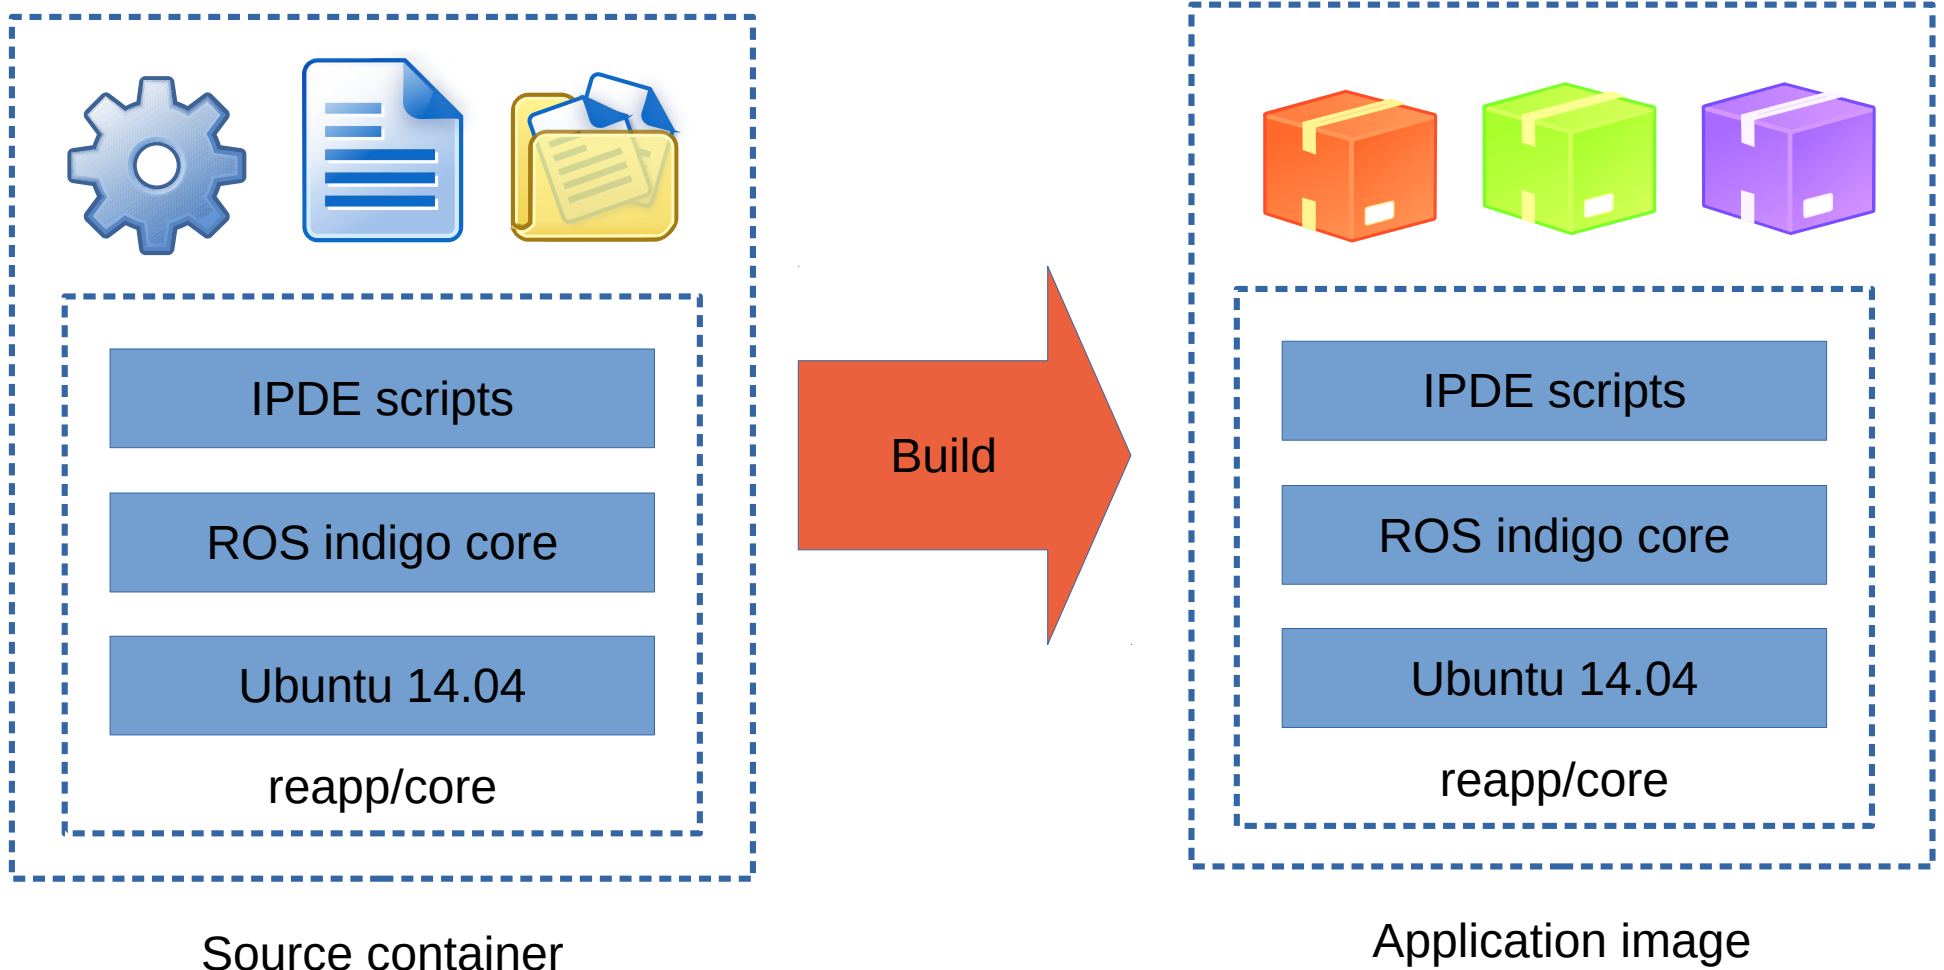 IPDE scripts
ROS indigo core
Ubuntu 14.04
reapp/core
Source container
Build
IPDE scripts
ROS indigo core
Ubuntu 14.04
reapp/core
Application image